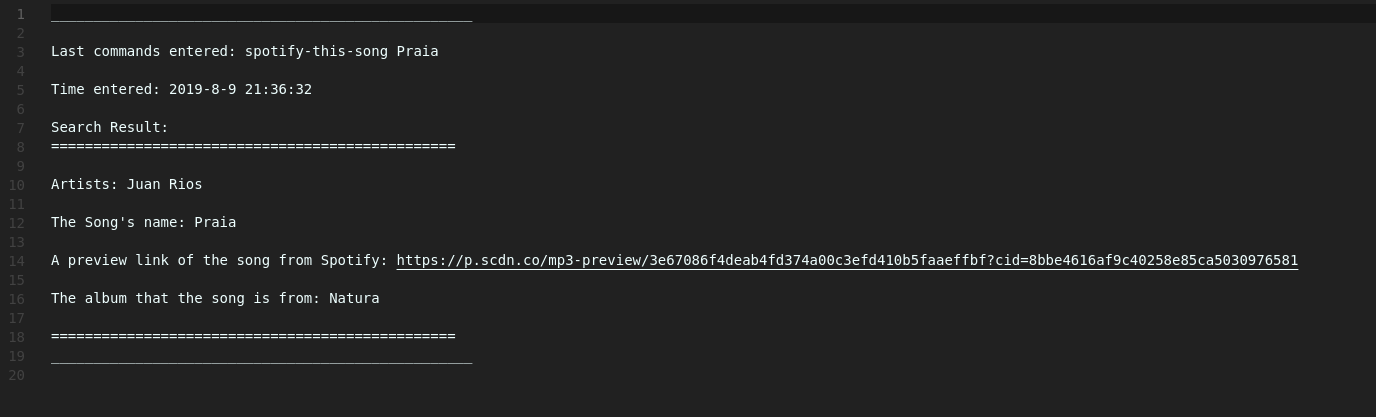 1 __________________________________________________
2
3 Last commands entered: spotify-this-song Praia
4
5 Time entered: 2019-8-9 21:36:32
6
7 Search Result:
8 ================================================
9
10 Artists: Juan Rios
11
12 The Song's name: Praia
13
14 A preview link of the song from Spotify: https://p.scdn.co/mp3-preview/3e67086f4deab4fd374a00c3efd410b5faaeffbf?cid=8bbe4616af9c40258e85ca5030976581
15
16 The album that the song is from: Natura
17
18 ================================================
19 __________________________________________________
20